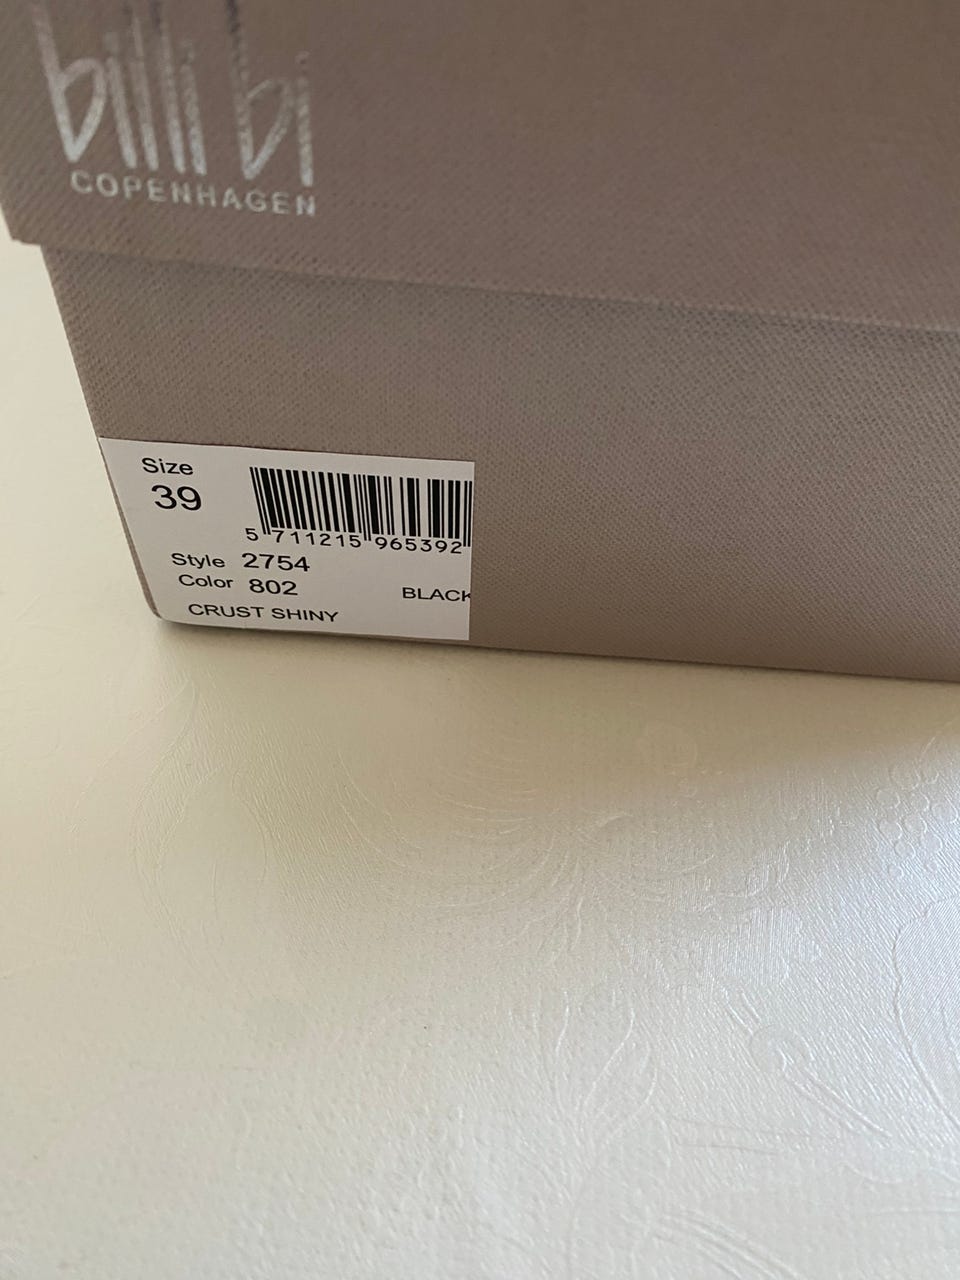 billi bi
COPENHAGEN
Size
39
5 711215 965392
Style 2754
Color 802
BLACK
CRUST SHINY